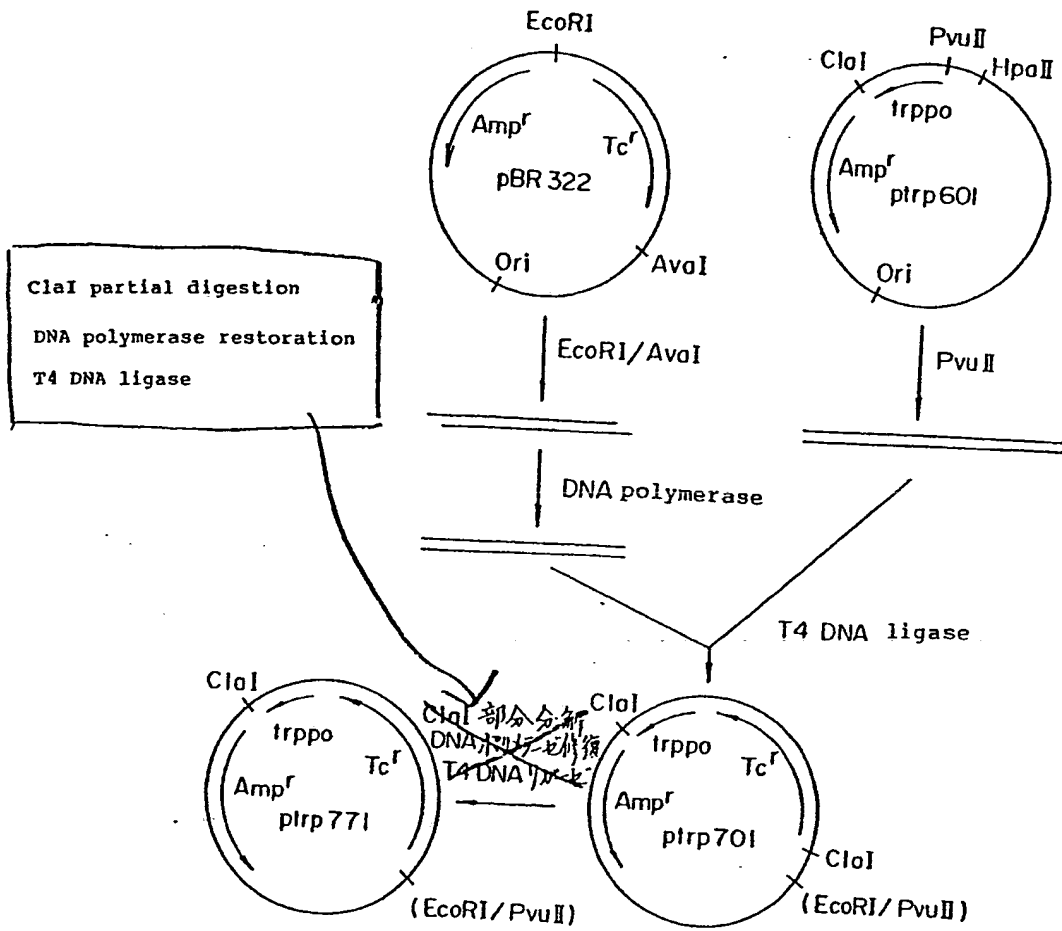 EcoRI
Ampʳ
Tcʳ
pBR 322
Ori
AvaI
PvuⅡ
ClaI
HpaⅡ
trppo
Ampʳ
ptrp601
Ori
ClaI partial digestion
DNA polymerase restoration
T4 DNA ligase
EcoRI/AvaI
PvuⅡ
DNA polymerase
T4 DNA ligase
ClaI 部分分解
DNAポリメラーゼ修復
T4 DNAリガーゼ
ClaI
trppo
Tcʳ
Ampʳ
ptrp771
(EcoRI/PvuⅡ)
ClaI
trppo
Tcʳ
Ampʳ
ptrp701
ClaI
(EcoRI/PvuⅡ)